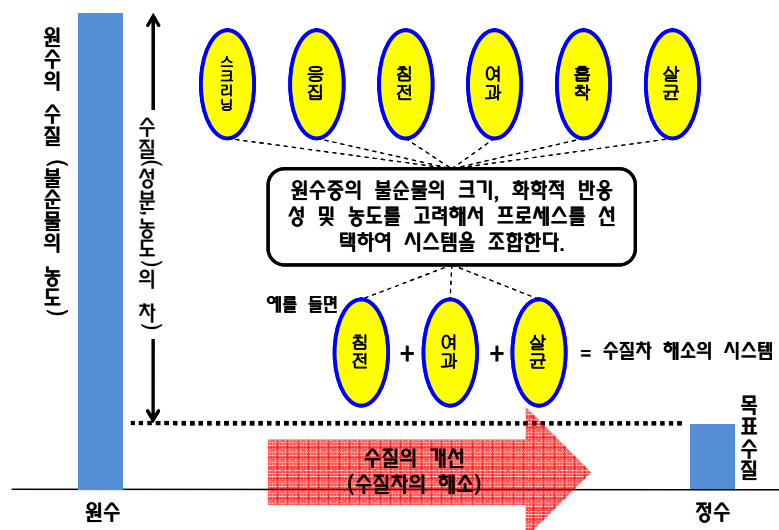 원수의 수질 (불순물의 농도)
수질(성분,농도)의 차)
스크리닝
응집
침전
여과
흡착
살균
원수중의 불순물의 크기, 화학적 반응
성 및 농도를 고려해서 프로세스를 선
택하여 시스템을 조합한다.
예를 들면
침전 + 여과 + 살균 = 수질차 해소의 시스템
목표수질
수질의 개선
(수질차의 해소)
원수
정수